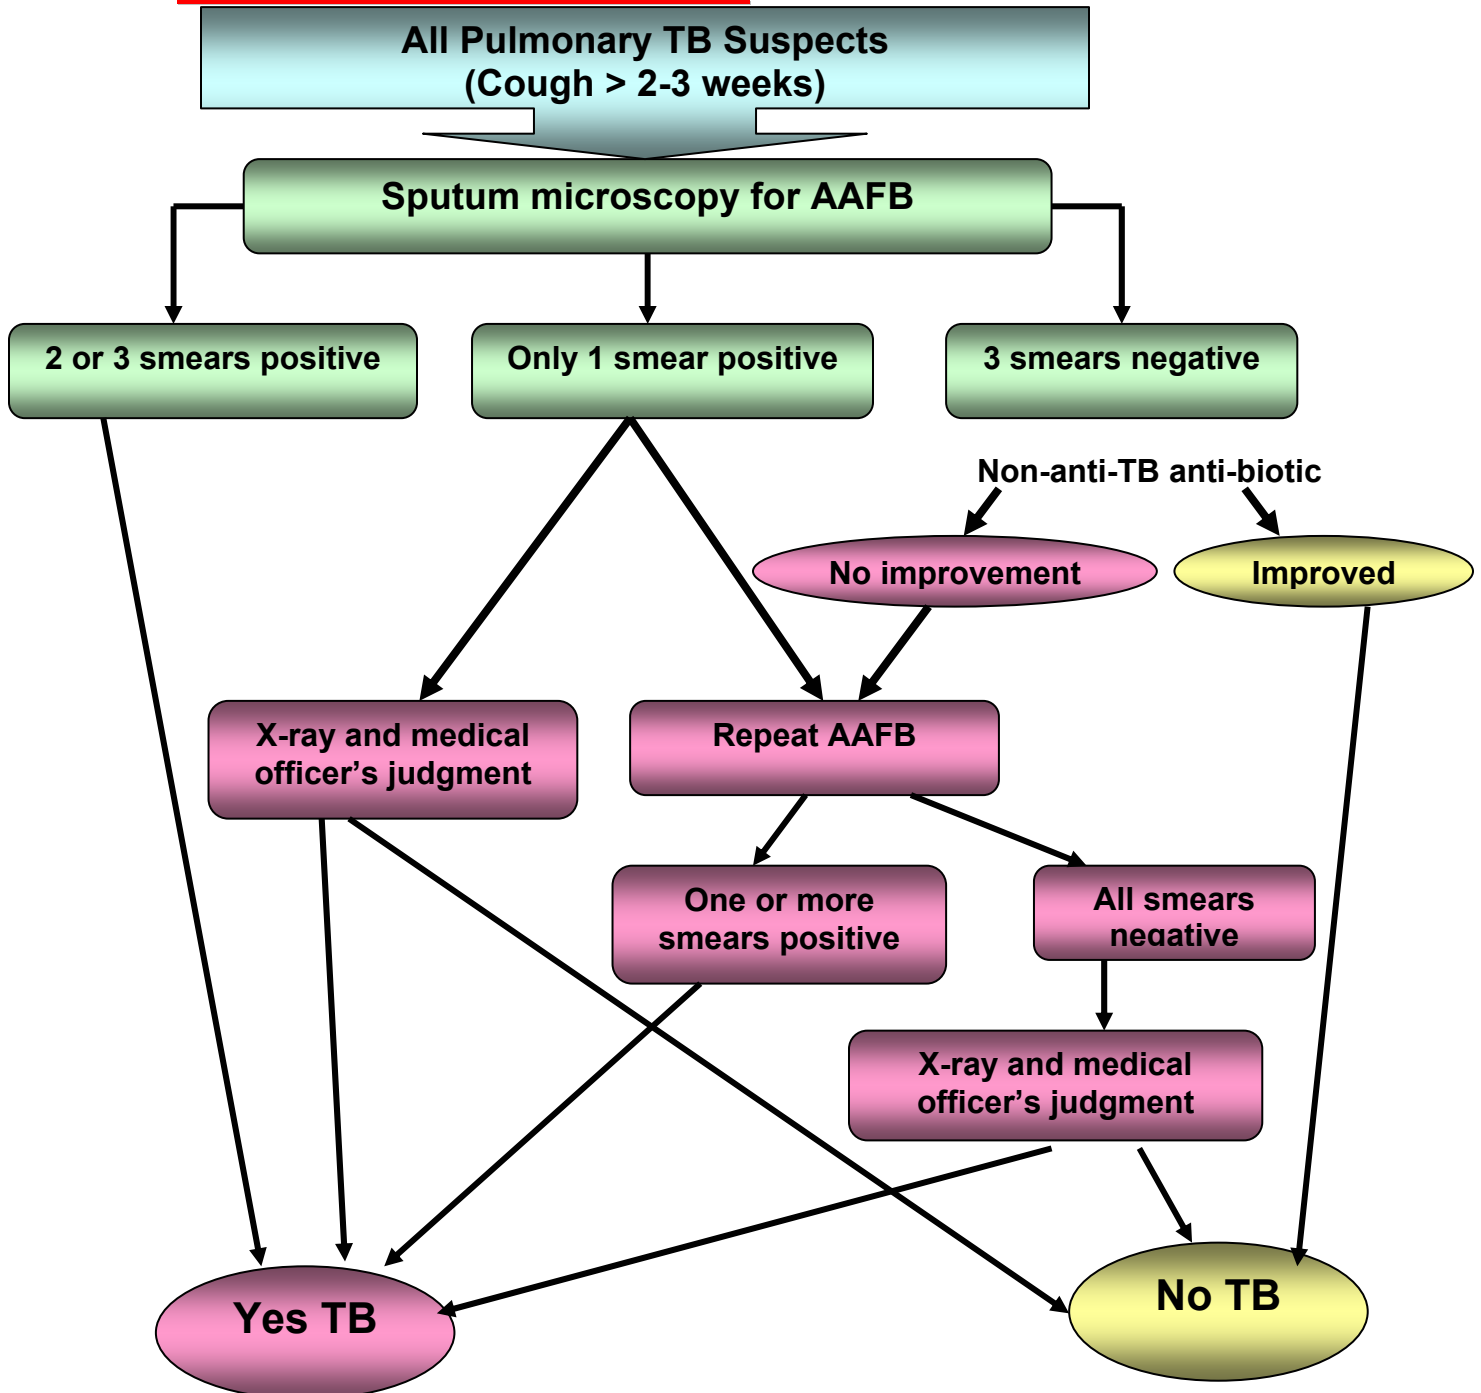 All Pulmonary TB Suspects
(Cough > 2-3 weeks)
Sputum microscopy for AAFB
2 or 3 smears positive
Only 1 smear positive
3 smears negative
Non-anti-TB anti-biotic
No improvement
Improved
X-ray and medical
officer’s judgment
Repeat AAFB
One or more
smears positive
All smears
negative
X-ray and medical
officer’s judgment
Yes TB
No TB